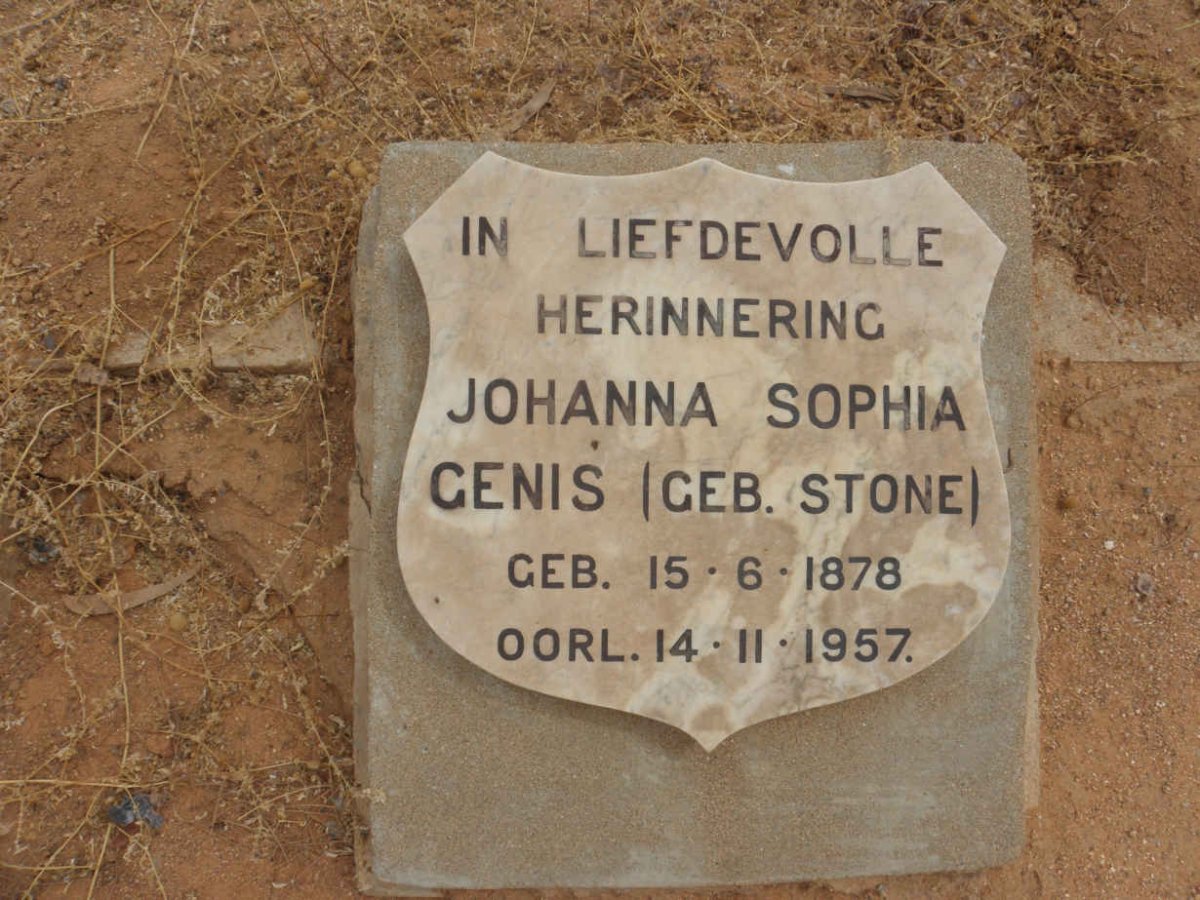 IN LIEFDEVOLLE
HERINNERING
JOHANNA SOPHIA
GENIS (GEB. STONE)
GEB. 15·6·1878
OORL. 14·11·1957.